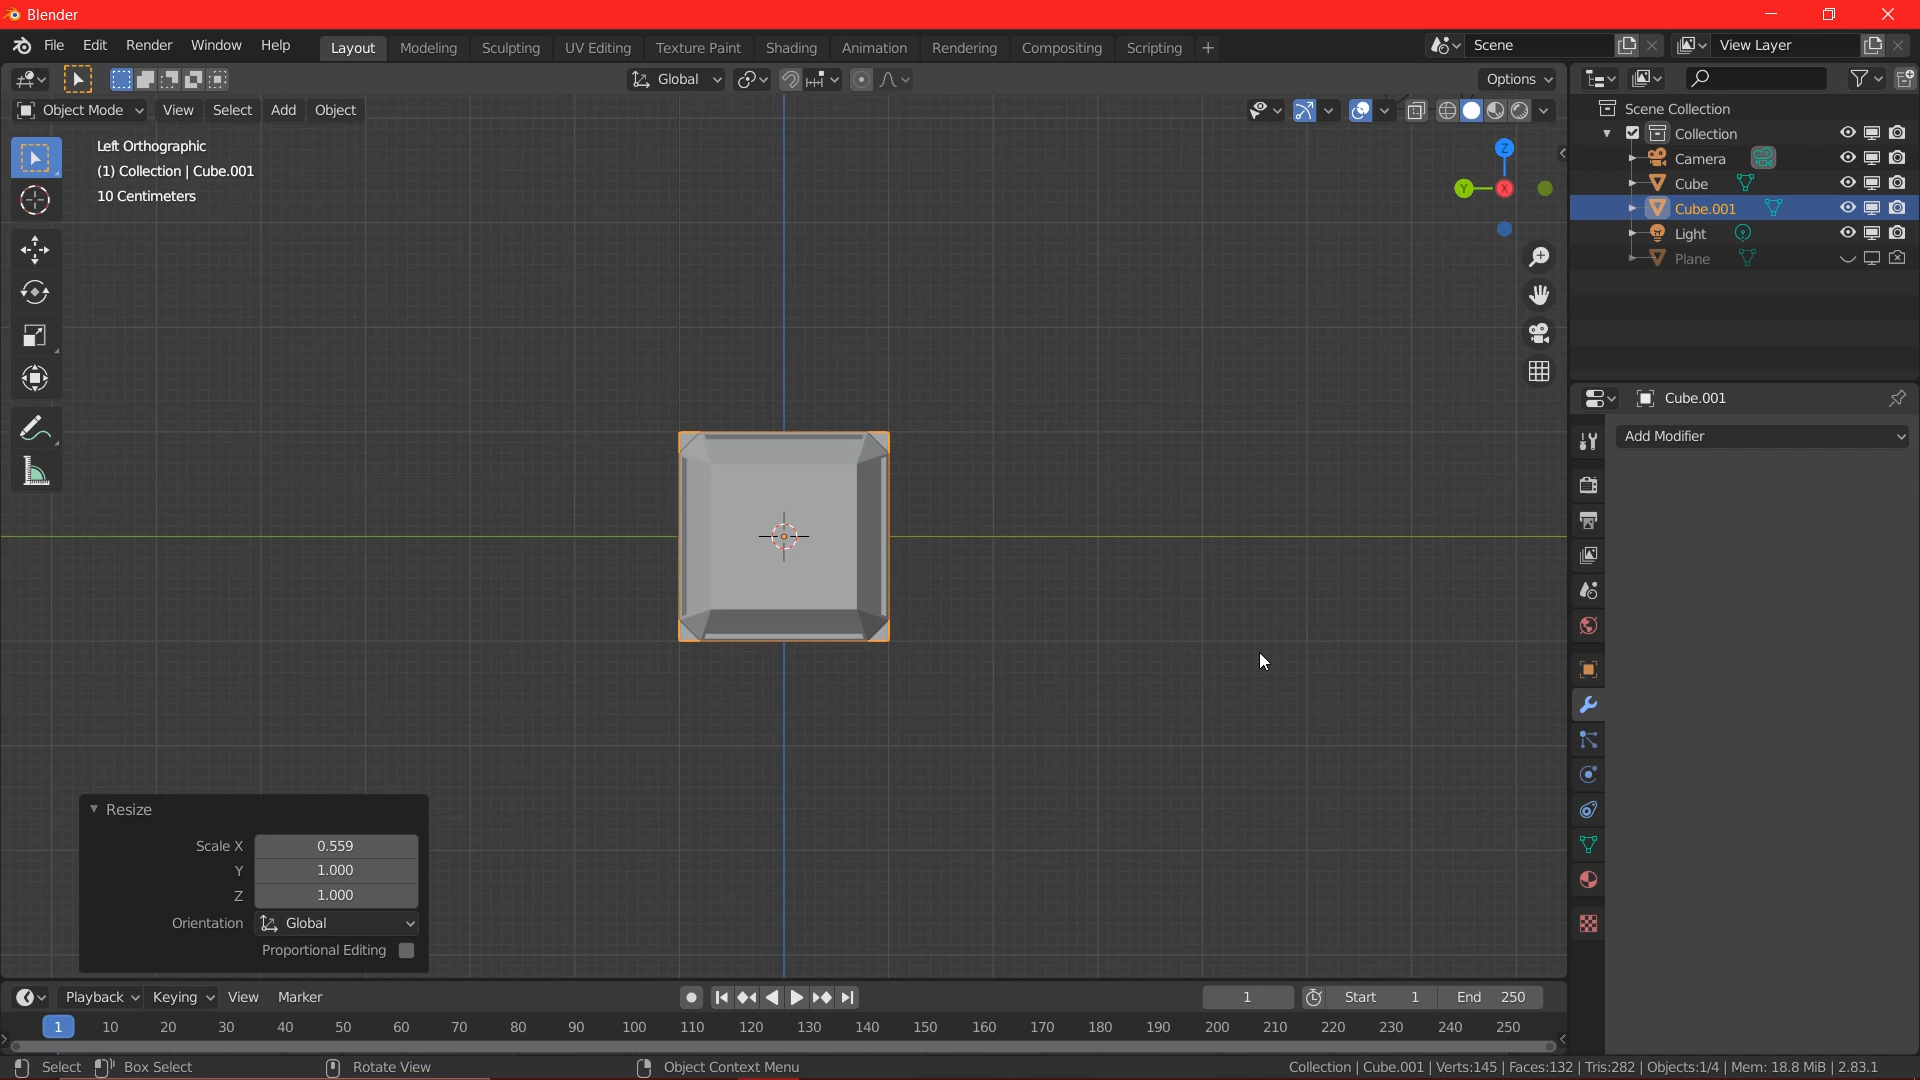 Blender
File Edit Render Window Help Layout Modeling Sculpting UV Editing Texture Paint Shading Animation Rendering Compositing Scripting + Scene View Layer
Global Options
Object Mode View Select Add Object
Left Orthographic
(1) Collection | Cube.001
10 Centimeters
Z
Y
X
Scene Collection
Collection
Camera
Cube
Cube.001
Light
Plane
Cube.001
Add Modifier
Resize
Scale X 0.559
Y 1.000
Z 1.000
Orientation Global
Proportional Editing
Playback Keying View Marker 1 Start 1 End 250
1 10 20 30 40 50 60 70 80 90 100 110 120 130 140 150 160 170 180 190 200 210 220 230 240 250
Select Box Select Rotate View Object Context Menu Collection | Cube.001 | Verts:145 | Faces:132 | Tris:282 | Objects:1/4 | Mem: 18.8 MiB | 2.83.1